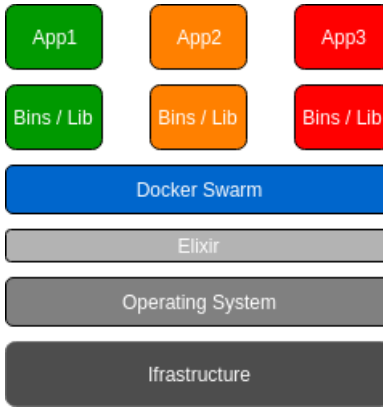 App1 App2 App3
Bins / Lib Bins / Lib Bins / Lib
Docker Swarm
Elixir
Operating System
Ifrastructure